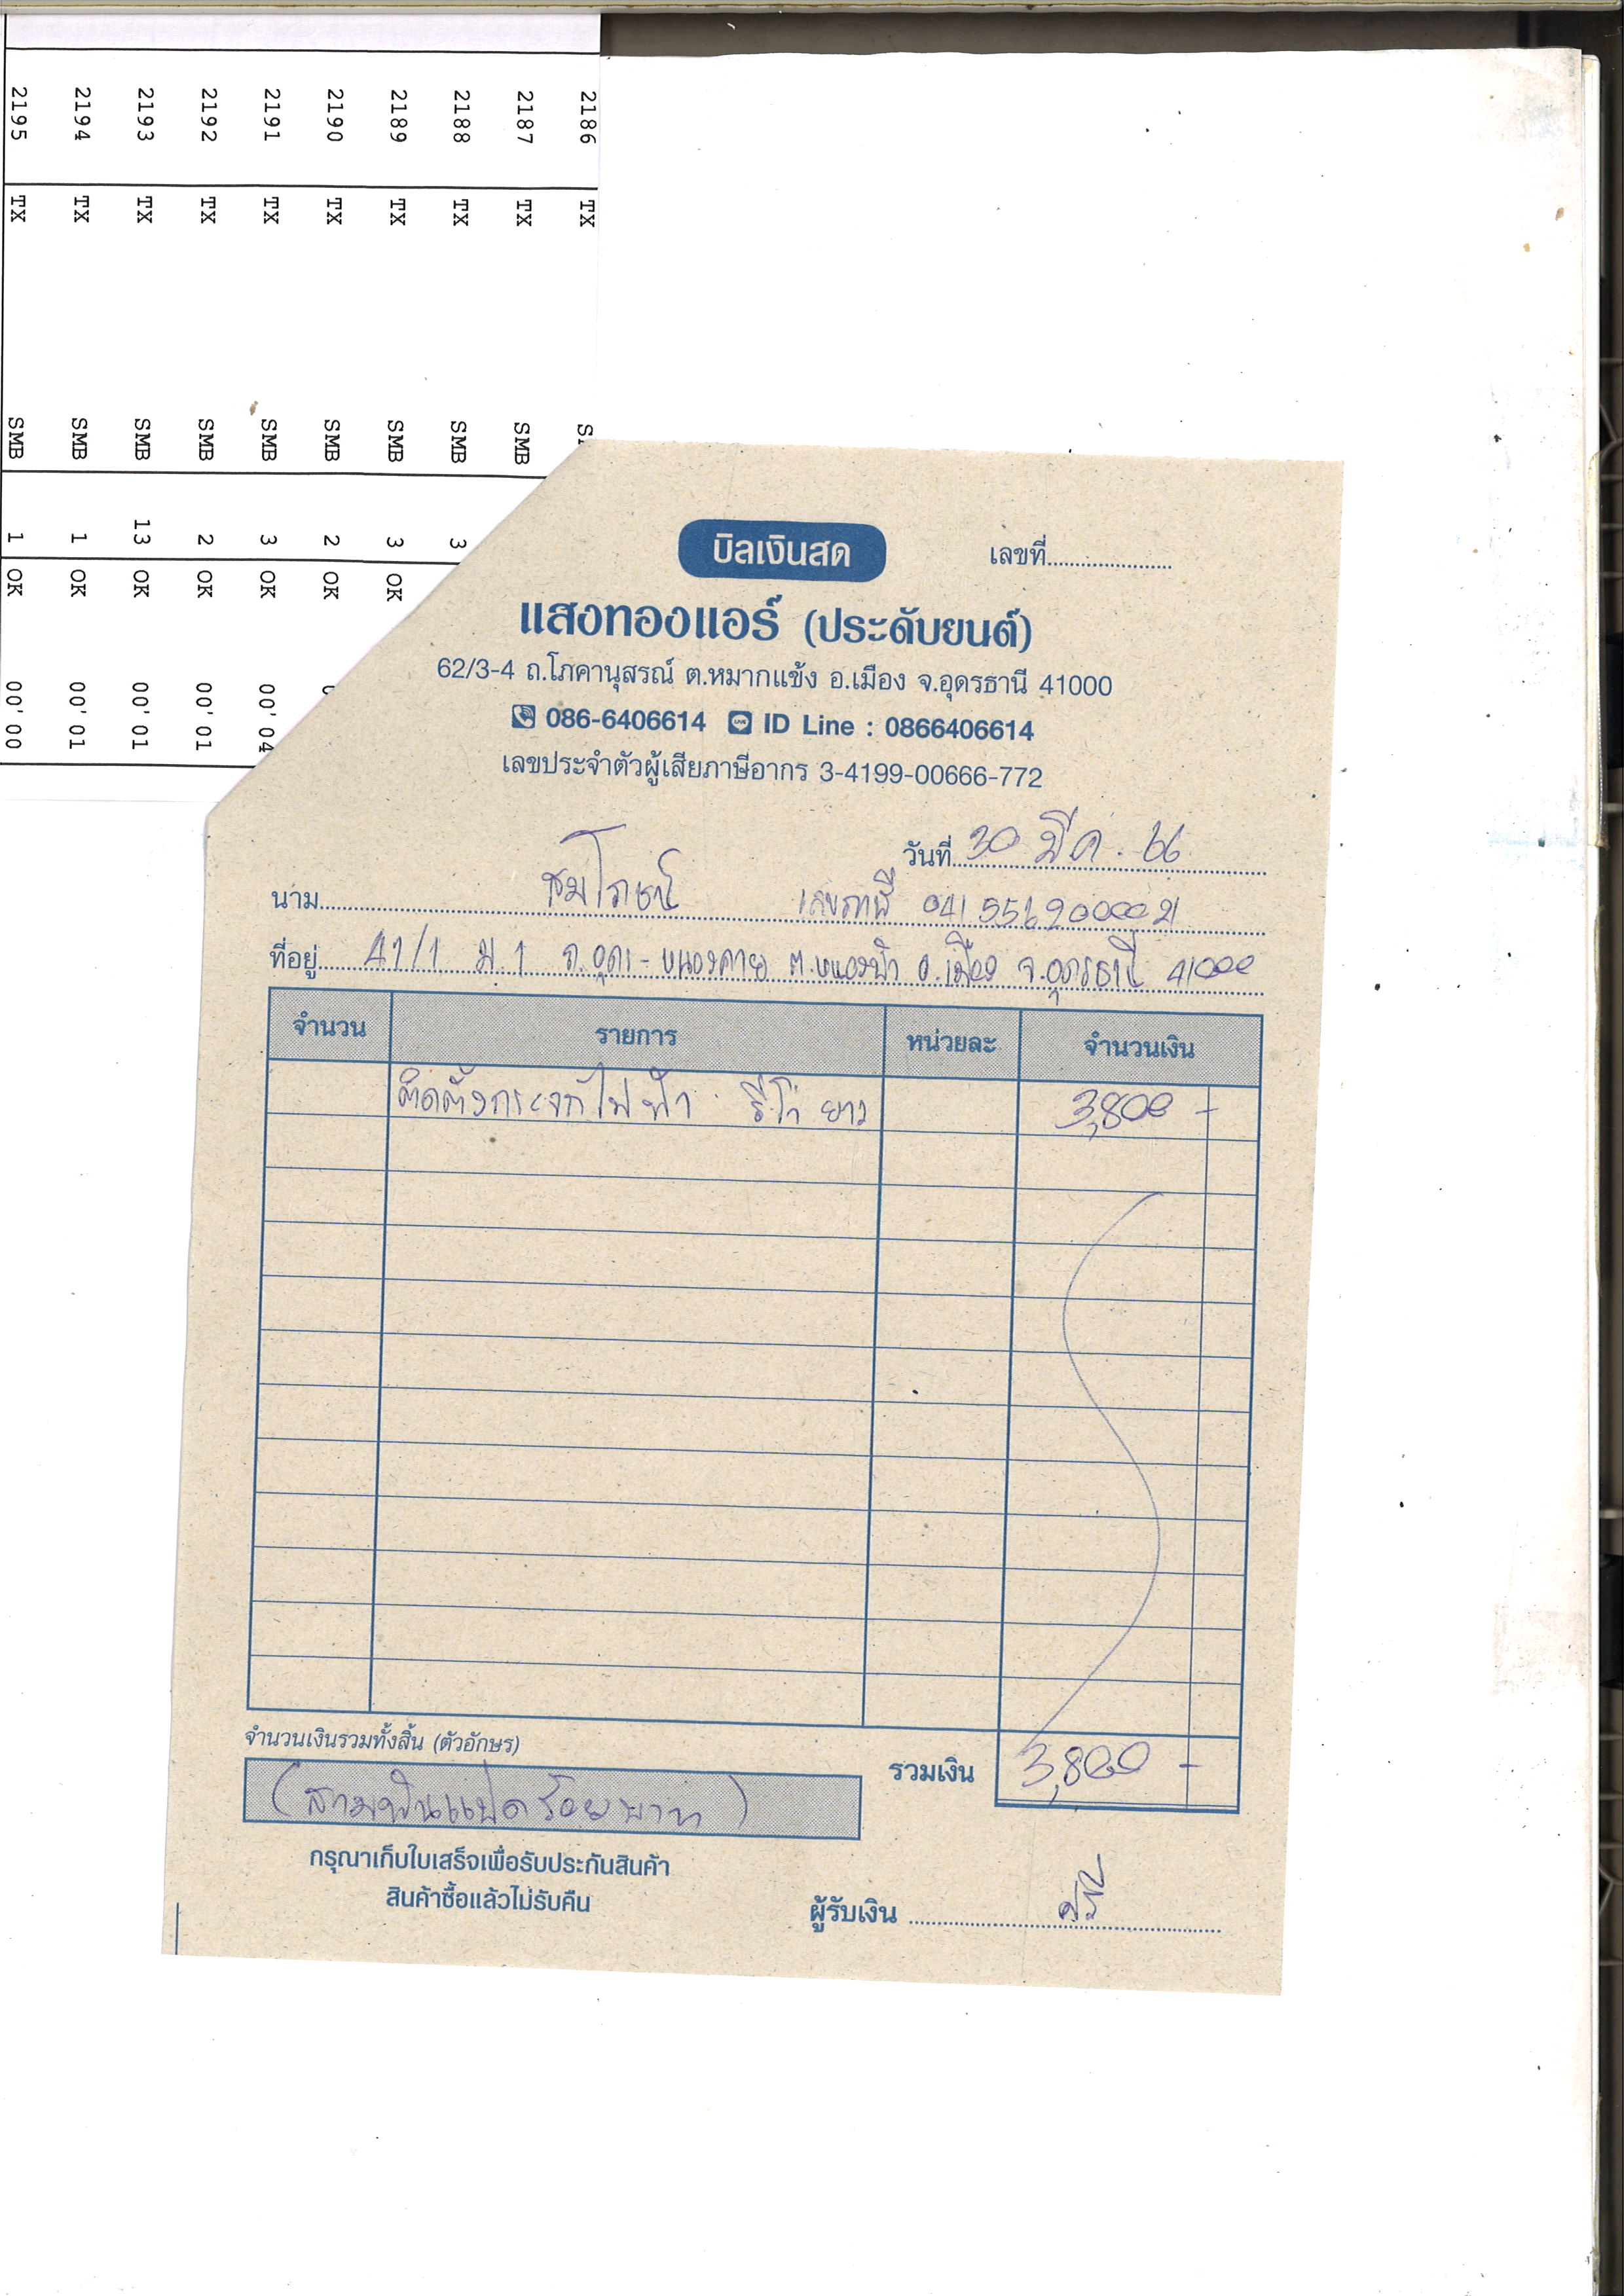 2186 TX
2187 TX SMB
2188 TX SMB 3
2189 TX SMB 3 OK
2190 TX SMB 2 OK
2191 TX SMB 3 OK 00'04
2192 TX SMB 2 OK 00'01
2193 TX SMB 13 OK 00'01
2194 TX SMB 1 OK 00'01
2195 TX SMB 1 OK 00'00
บิลเงินสด
เลขที่
แสงทองแอร์ (ประดับยนต์)
62/3-4 ถ.โภคานุสรณ์ ต.หมากแข้ง อ.เมือง จ.อุดรธานี 41000
086-6406614 ID Line : 0866406614
เลขประจำตัวผู้เสียภาษีอากร 3-4199-00666-772
วันที่ 30 มีค. 66
นาม เลขภาษี
ที่อยู่ 41/1 ม.1 ถ.อุดร-หนองคาย ต.หนองบัว อ.เมือง จ.อุดรธานี 41000
จำนวน รายการ หน่วยละ จำนวนเงิน
ติดตั้งกระจกไฟฟ้า 3,800 -
จำนวนเงินรวมทั้งสิ้น (ตัวอักษร)
รวมเงิน 3,800 -
(สามพันแปดร้อยบาท)
กรุณาเก็บใบเสร็จเพื่อรับประกันสินค้า
สินค้าซื้อแล้วไม่รับคืน
ผู้รับเงิน